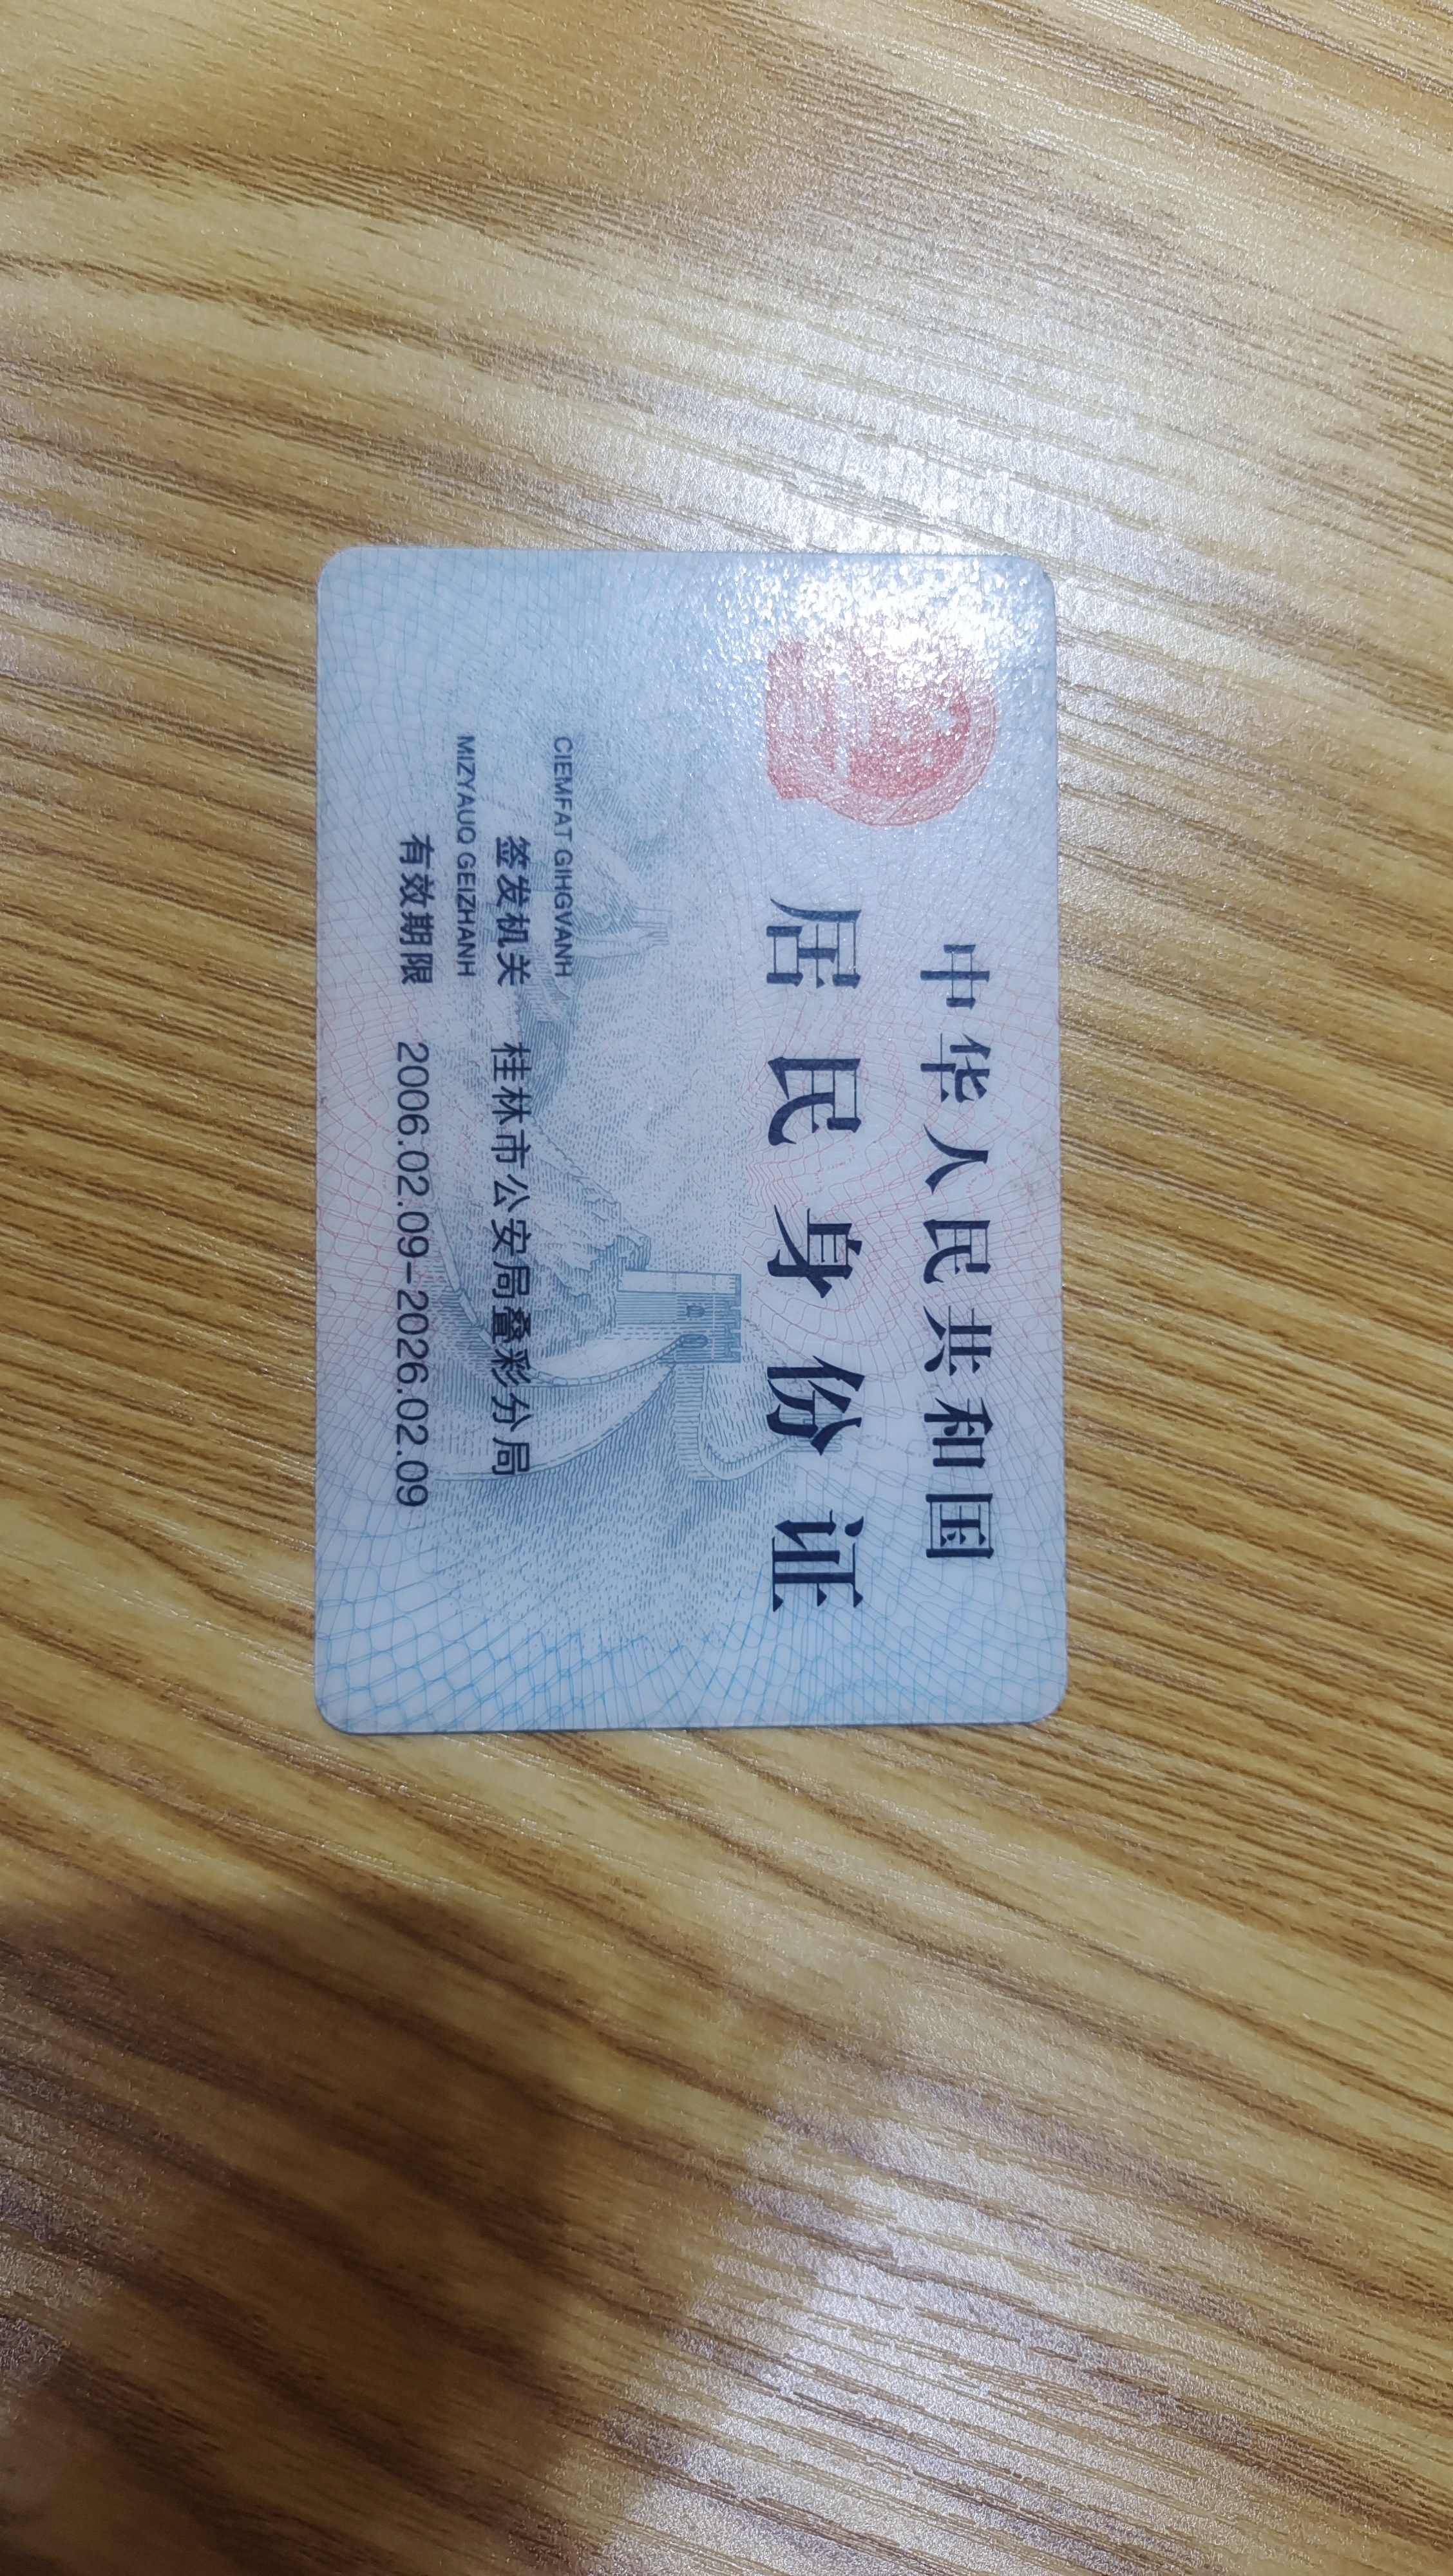 中华人民共和国
居民身份证
CIEMFAT GIHGVANH
签发机关 桂林市公安局叠彩分局
MIZYAUQ GEIZHANH
有效期限 2006.02.09-2026.02.09